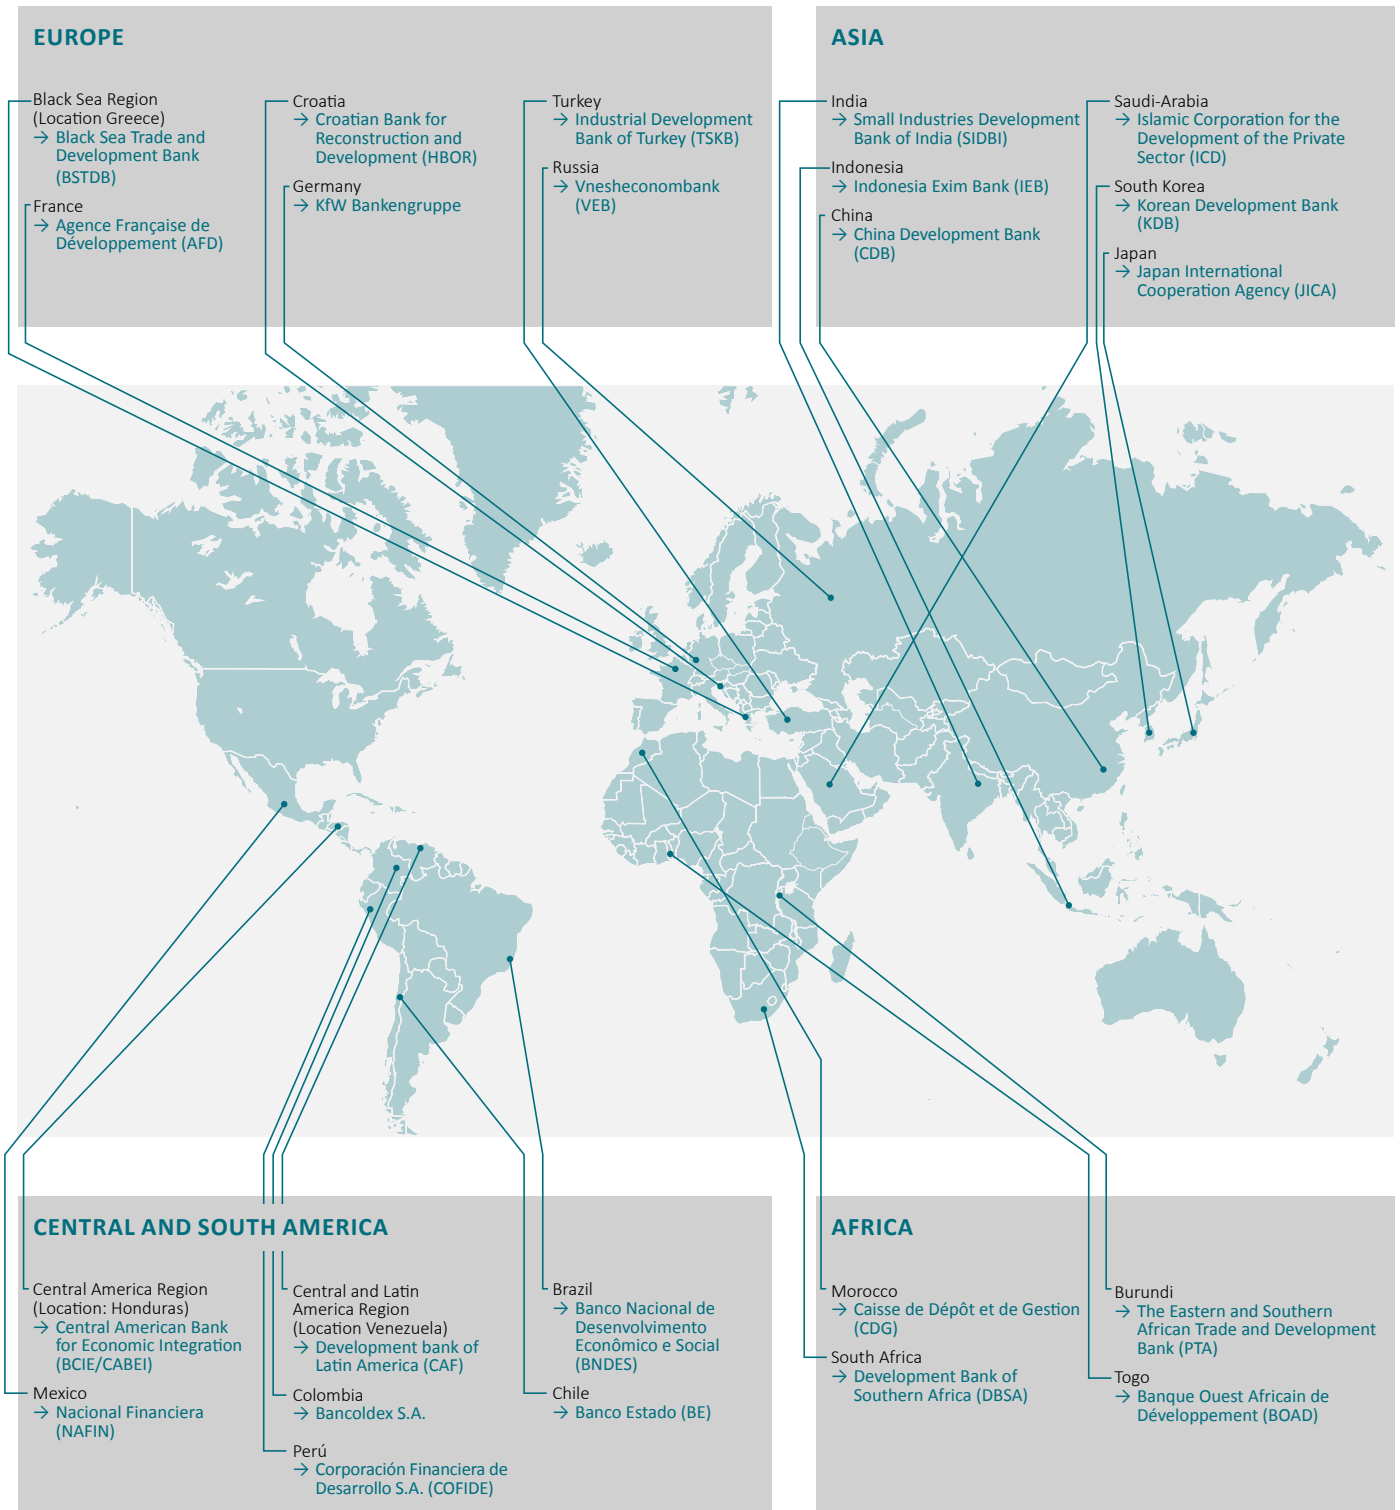 EUROPE
Black Sea Region
(Location Greece)
→ Black Sea Trade and
Development Bank
(BSTDB)
France
→ Agence Française de
Développement (AFD)
Croatia
→ Croatian Bank for
Reconstruction and
Development (HBOR)
Germany
→ KfW Bankengruppe
Turkey
→ Industrial Development
Bank of Turkey (TSKB)
Russia
→ Vnesheconombank
(VEB)
ASIA
India
→ Small Industries Development
Bank of India (SIDBI)
Indonesia
→ Indonesia Exim Bank (IEB)
China
→ China Development Bank
(CDB)
Saudi-Arabia
→ Islamic Corporation for the
Development of the Private
Sector (ICD)
South Korea
→ Korean Development Bank
(KDB)
Japan
→ Japan International
Cooperation Agency (JICA)
CENTRAL AND SOUTH AMERICA
Central America Region
(Location: Honduras)
→ Central American Bank
for Economic Integration
(BCIE/CABEI)
Mexico
→ Nacional Financiera
(NAFIN)
Central and Latin
America Region
(Location Venezuela)
→ Development bank of
Latin America (CAF)
Colombia
→ Bancoldex S.A.
Perú
→ Corporación Financiera de
Desarrollo S.A. (COFIDE)
Brazil
→ Banco Nacional de
Desenvolvimento
Econômico e Social
(BNDES)
Chile
→ Banco Estado (BE)
AFRICA
Morocco
→ Caisse de Dépôt et de Gestion
(CDG)
South Africa
→ Development Bank of
Southern Africa (DBSA)
Burundi
→ The Eastern and Southern
African Trade and Development
Bank (PTA)
Togo
→ Banque Ouest Africain de
Développement (BOAD)